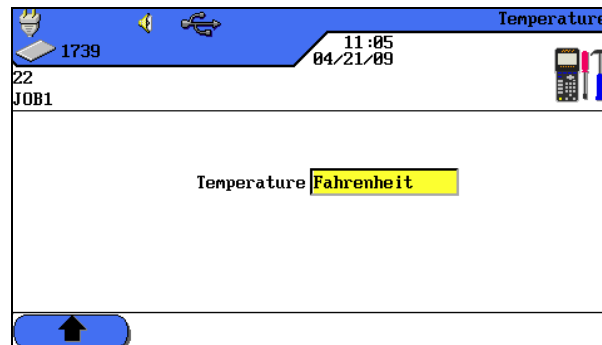 Temperature
1739
11:05
04/21/09
22
JOB1
Temperature Fahrenheit